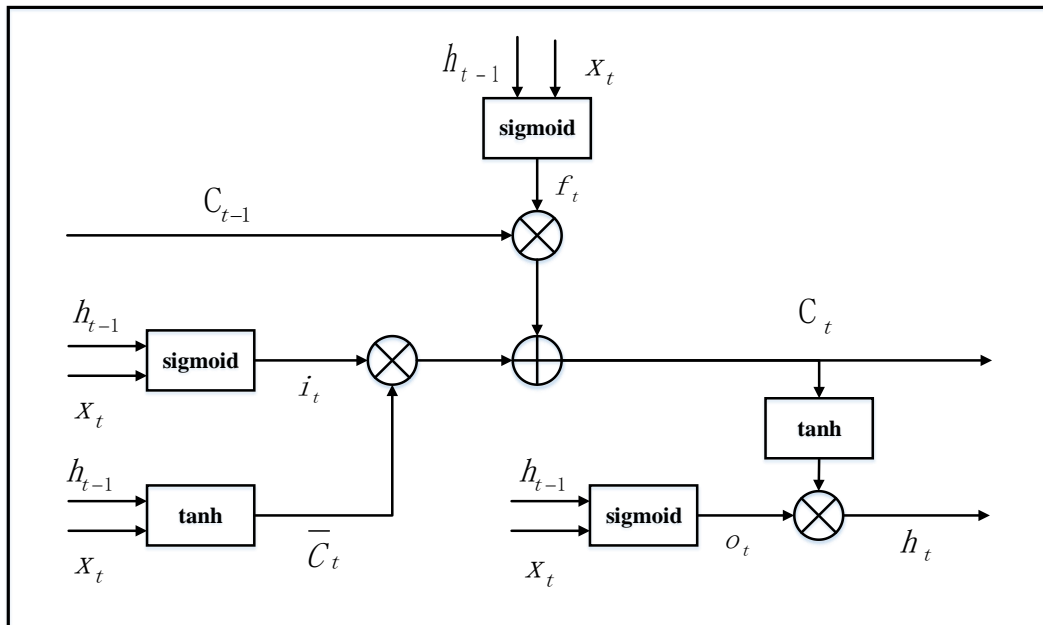 h_{t-1} x_t
sigmoid
f_t
C_{t-1}
h_{t-1}
sigmoid
i_t
x_t
C_t
tanh
h_{t-1}
tanh
x_t
\overline{C}_t
h_{t-1}
sigmoid
o_t
x_t
h_t